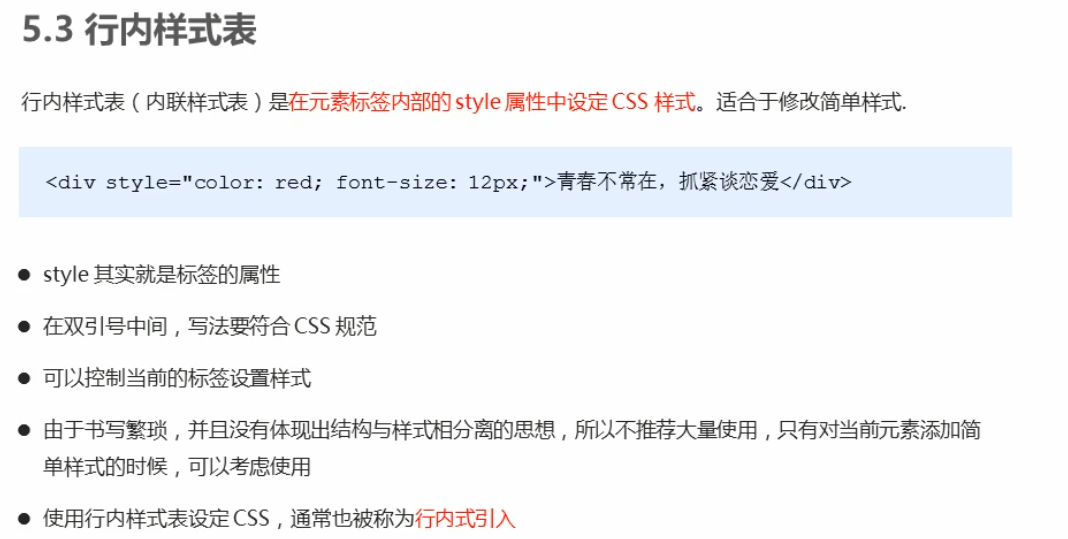 5.3 行内样式表
行内样式表（内联样式表）是在元素标签内部的 style 属性中设定 CSS 样式。适合于修改简单样式.
<div style="color: red; font-size: 12px;">青春不常在，抓紧谈恋爱</div>
● style 其实就是标签的属性
● 在双引号中间，写法要符合 CSS 规范
● 可以控制当前的标签设置样式
● 由于书写繁琐，并且没有体现出结构与样式相分离的思想，所以不推荐大量使用，只有对当前元素添加简
单样式的时候，可以考虑使用
● 使用行内样式表设定 CSS，通常也被称为行内式引入